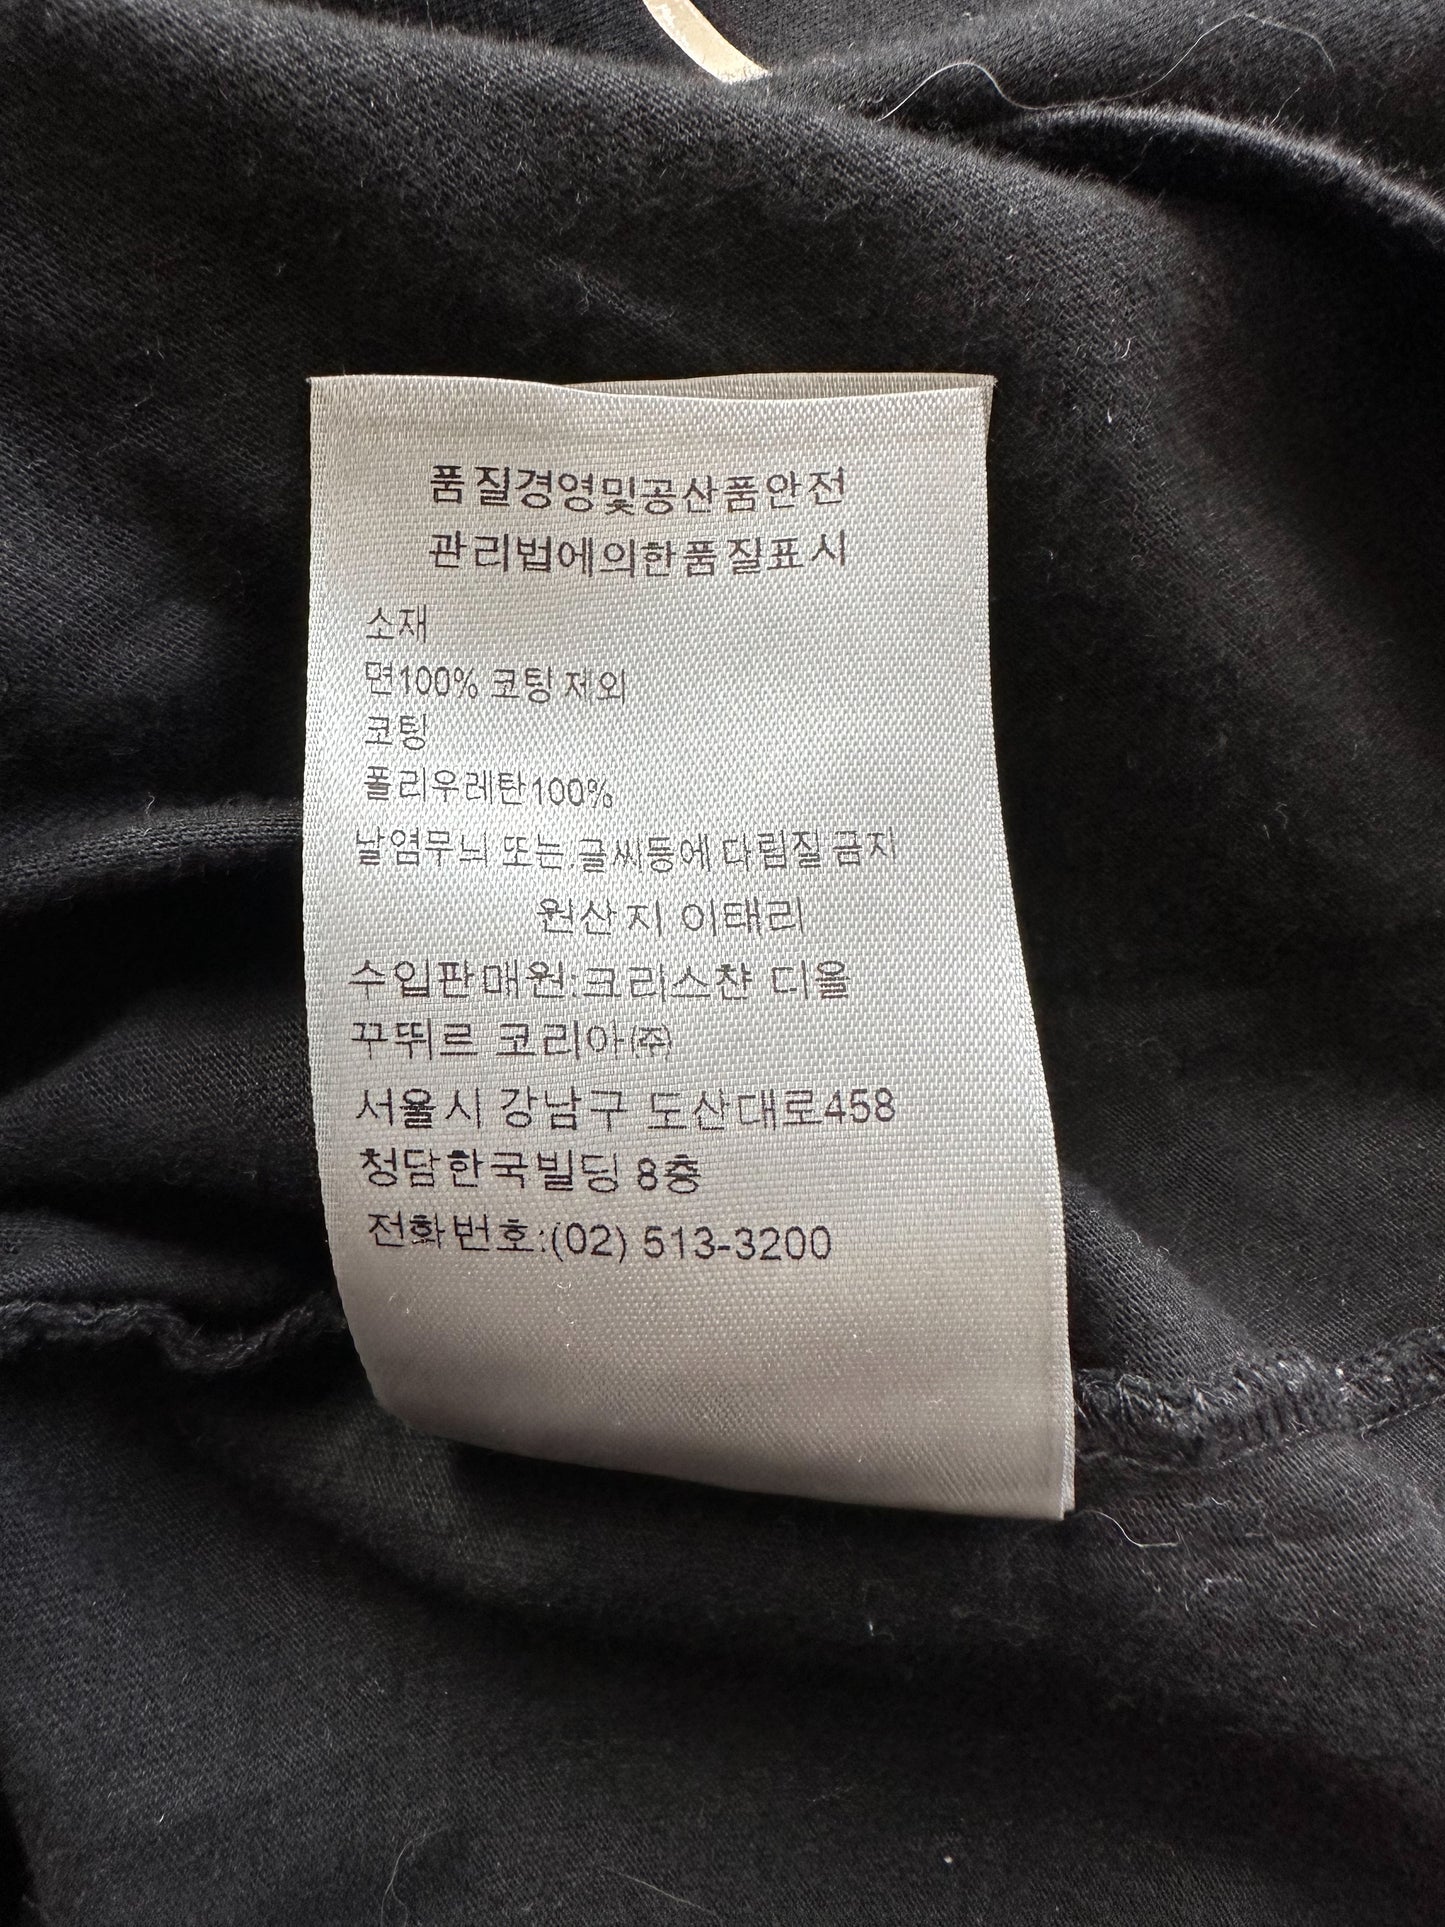 품질경영및공산품안전
관리법에의한품질표시
소재
면100% 코팅제외
코팅
폴리우레탄100%
날염무늬 또는 글씨등에 다림질 금지
원산지 이태리
수입판매원:크리스챤 디올
꾸뛰르 코리아(주)
서울시 강남구 도산대로458
청담한국빌딩 8층
전화번호:(02) 513-3200